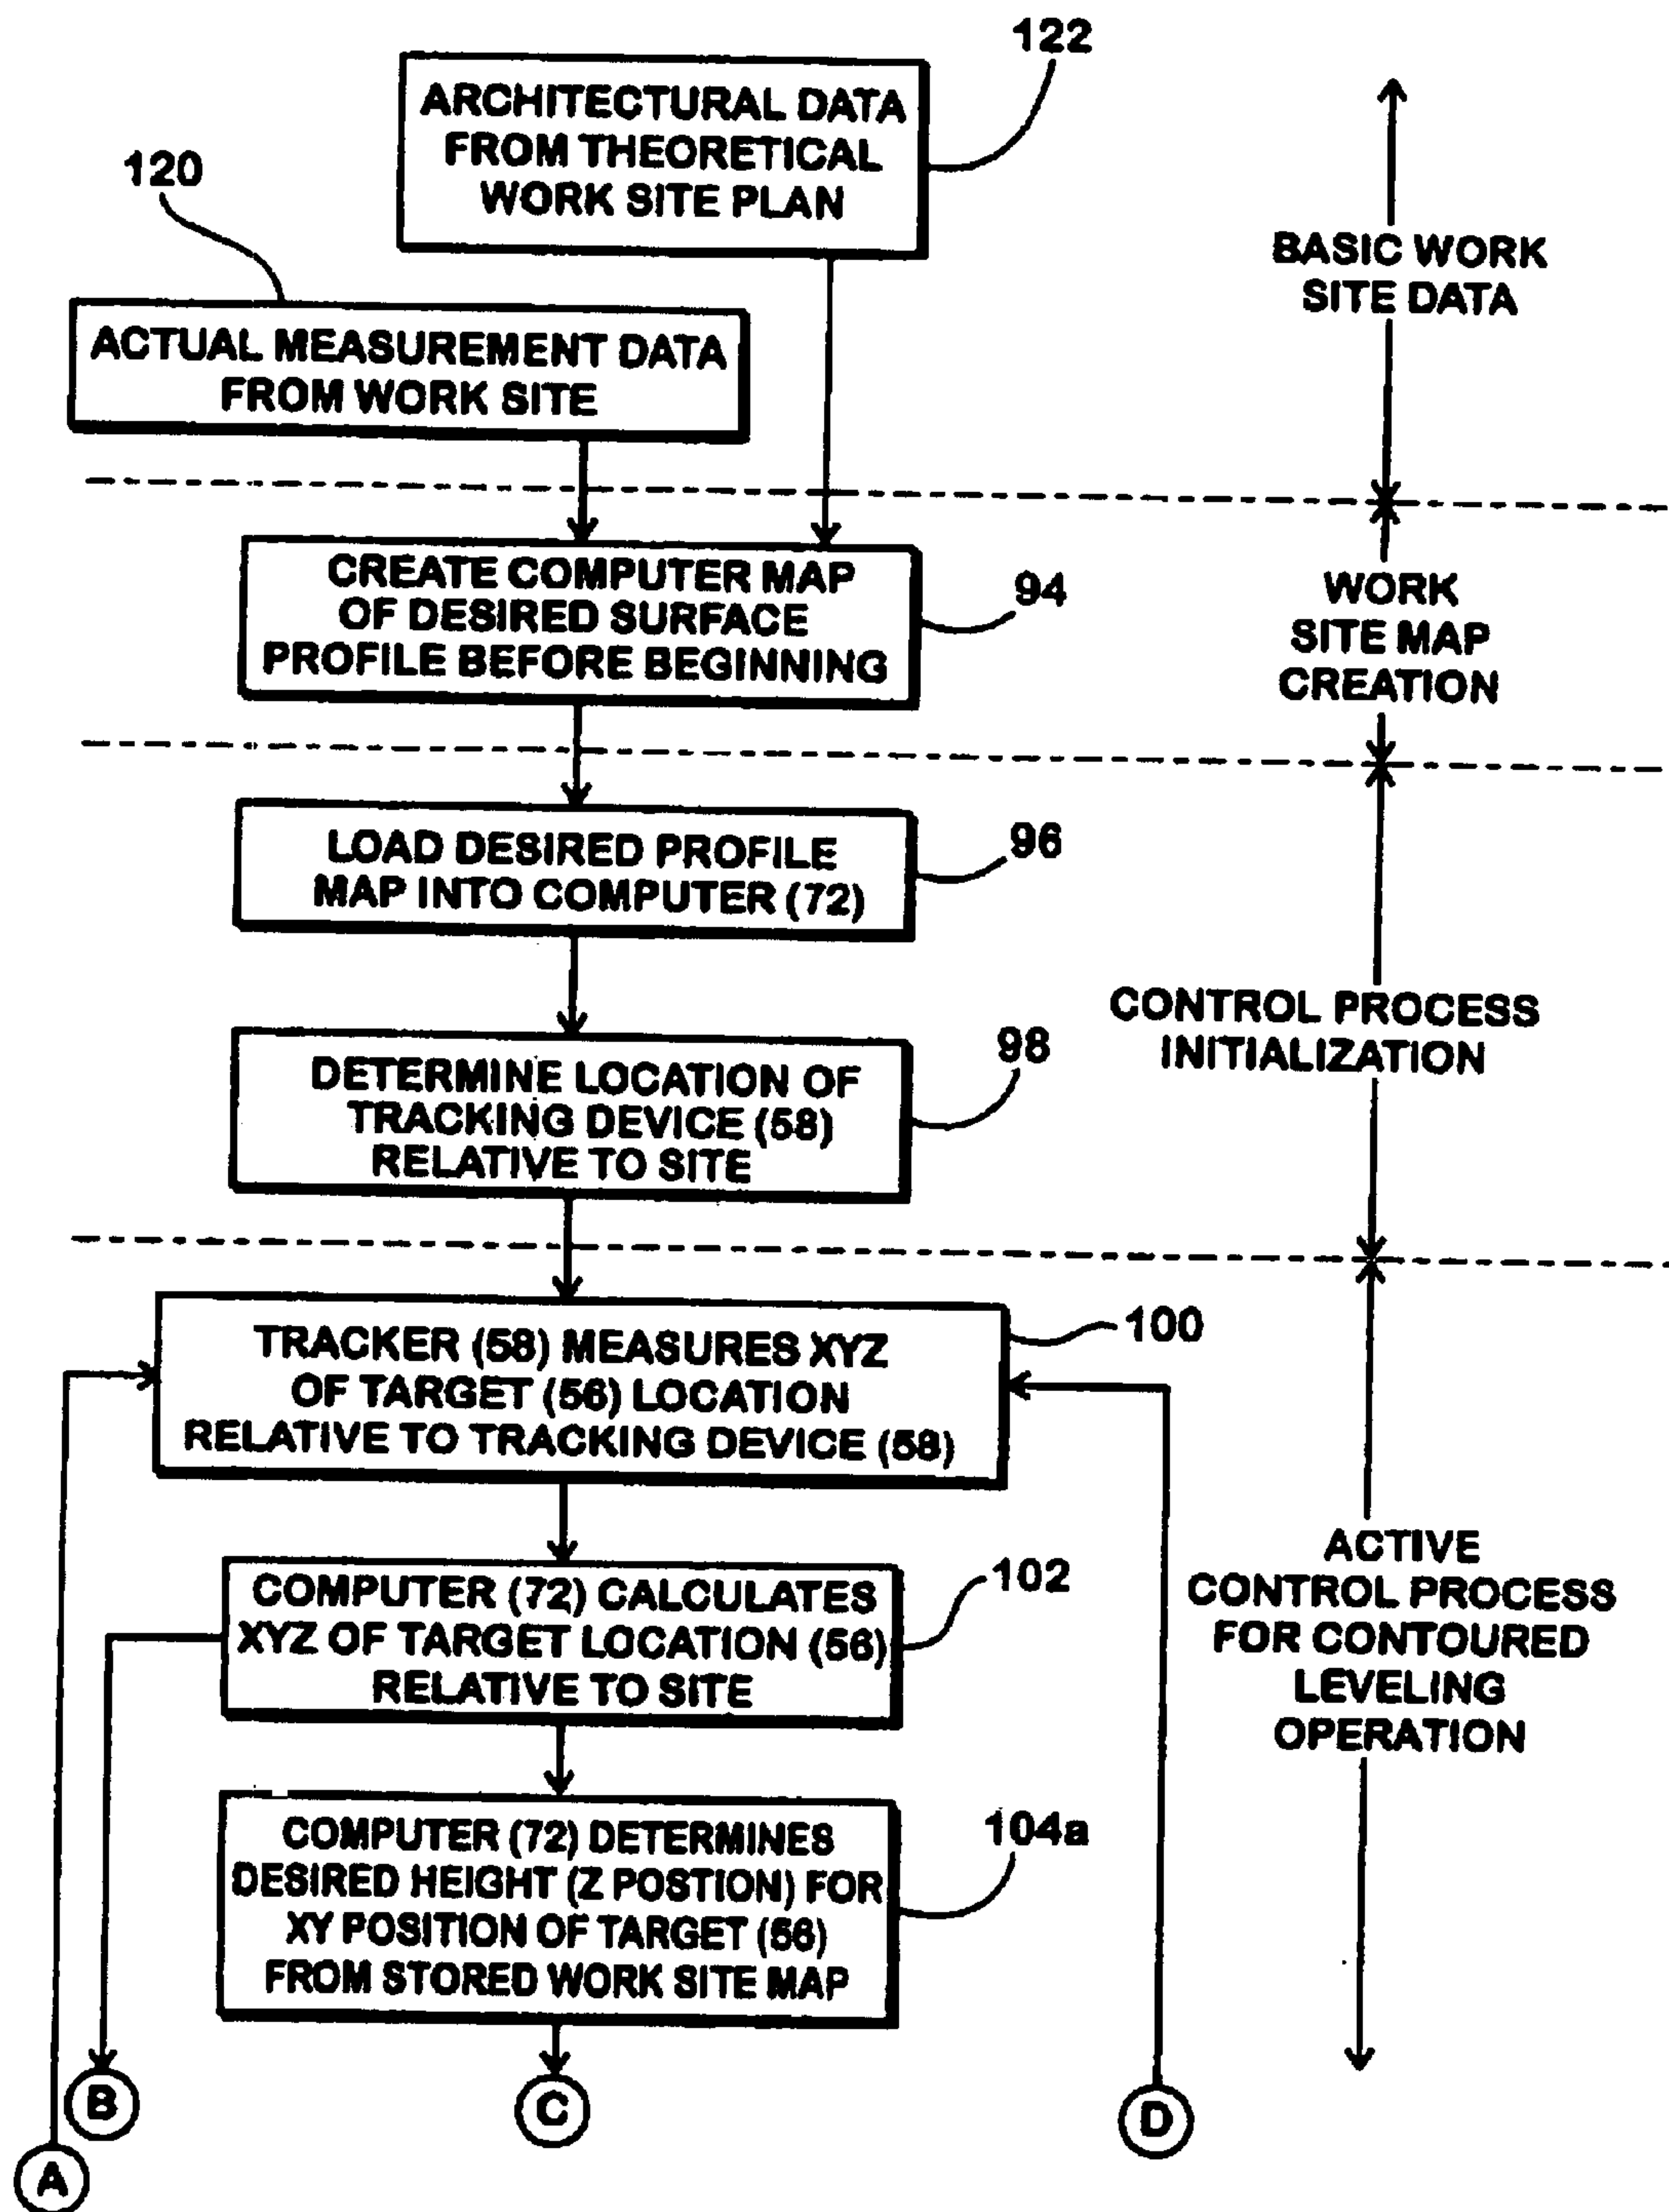 122
ARCHITECTURAL DATA
FROM THEORETICAL
WORK SITE PLAN
120
ACTUAL MEASUREMENT DATA
FROM WORK SITE
BASIC WORK
SITE DATA
CREATE COMPUTER MAP
OF DESIRED SURFACE
PROFILE BEFORE BEGINNING
94
WORK
SITE MAP
CREATION
LOAD DESIRED PROFILE
MAP INTO COMPUTER (72)
96
DETERMINE LOCATION OF
TRACKING DEVICE (58)
RELATIVE TO SITE
98
CONTROL PROCESS
INITIALIZATION
TRACKER (58) MEASURES XYZ
OF TARGET (56) LOCATION
RELATIVE TO TRACKING DEVICE (58)
100
COMPUTER (72) CALCULATES
XYZ OF TARGET LOCATION (56)
RELATIVE TO SITE
102
ACTIVE
CONTROL PROCESS
FOR CONTOURED
LEVELING
OPERATION
COMPUTER (72) DETERMINES
DESIRED HEIGHT (Z POSTION) FOR
XY POSITION OF TARGET (56)
FROM STORED WORK SITE MAP
104a
B
C
D
A